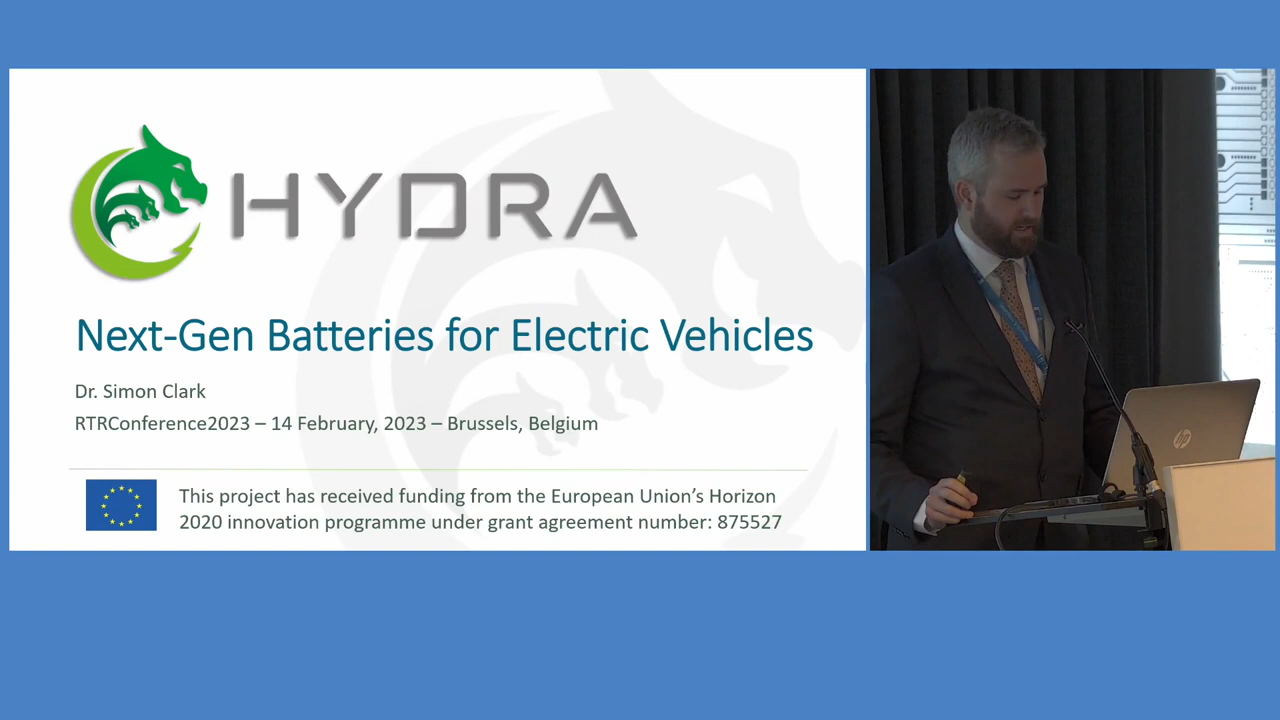 HYDRA
Next-Gen Batteries for Electric Vehicles
Dr. Simon Clark
RTRConference2023 – 14 February, 2023 – Brussels, Belgium
This project has received funding from the European Union’s Horizon
2020 innovation programme under grant agreement number: 875527
hp